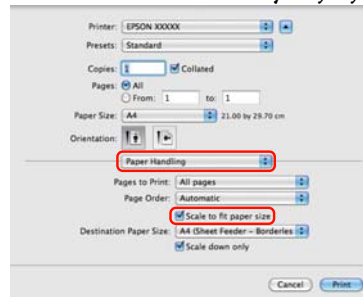 Printer: EPSON XXXXX
Presets: Standard
Copies: 1 Collated
Pages: All
From: 1 to: 1
Paper Size: A4 21.00 by 29.70 cm
Orientation:
Paper Handling
Pages to Print: All pages
Page Order: Automatic
Scale to fit paper size
Destination Paper Size: A4 (Sheet Feeder – Borderles
Scale down only
Cancel Print